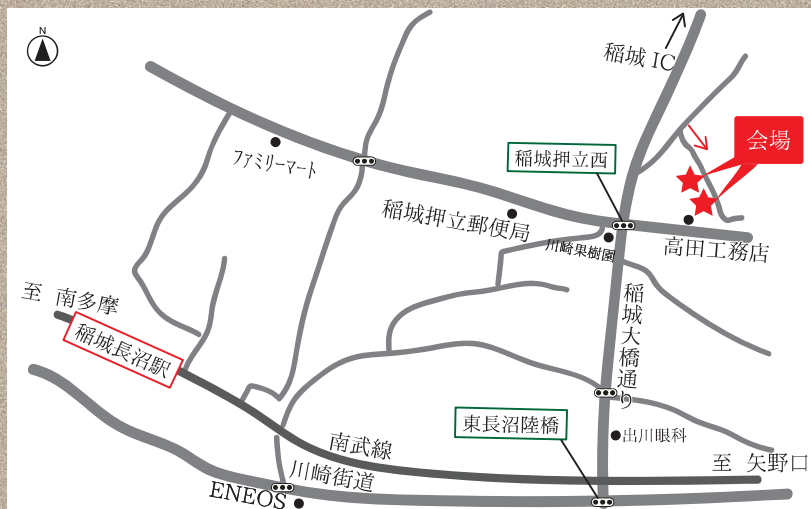 N
稲城 IC
会場
稲城押立西
ファミリーマート
稲城押立郵便局
川崎果樹園
高田工務店
至 南多摩
稲城長沼駅
稲城大橋通り
東長沼陸橋
出川眼科
南武線
川崎街道
至 矢野口
ENEOS